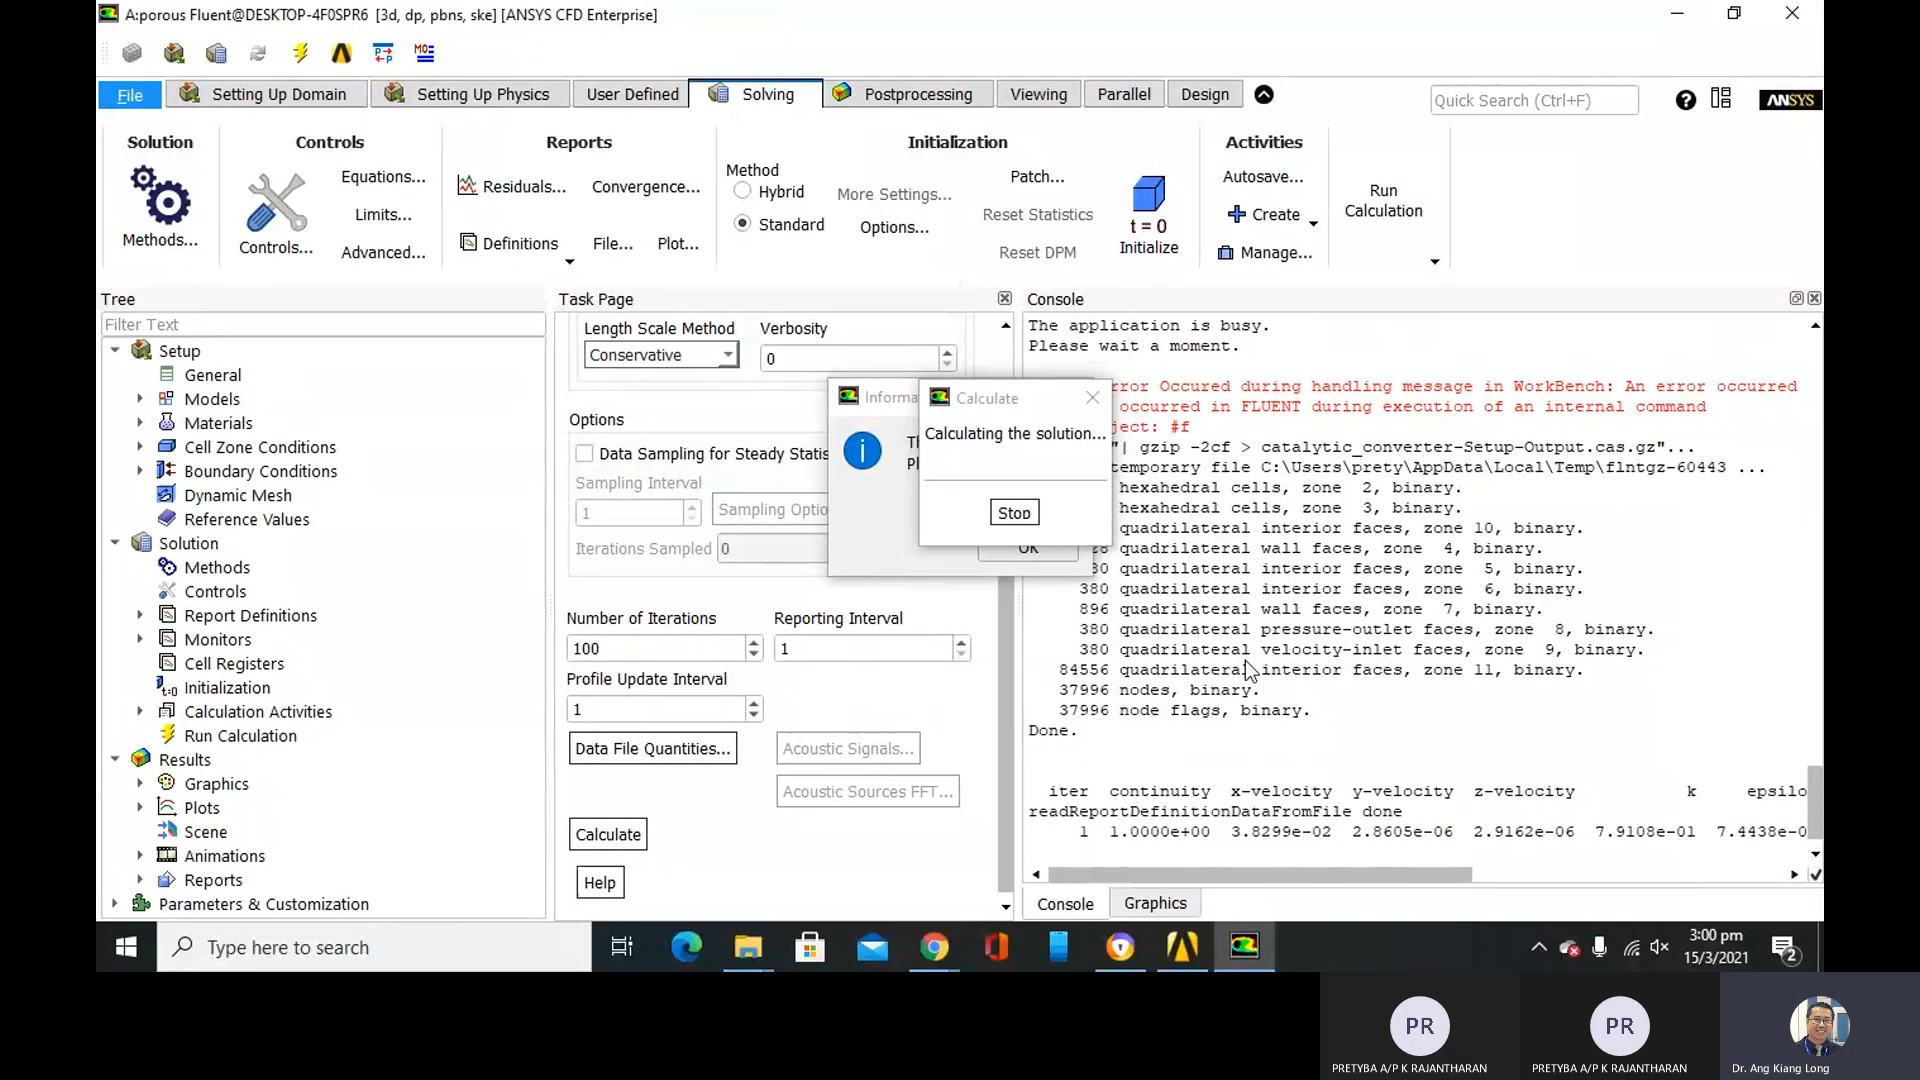 A:porous Fluent@DESKTOP-4F0SPR6 [3d, dp, pbns, ske] [ANSYS CFD Enterprise]
File
Setting Up Domain
Setting Up Physics
User Defined
Solving
Postprocessing
Viewing
Parallel
Design
Quick Search (Ctrl+F)
ANSYS
Solution
Methods...
Controls
Controls...
Equations...
Limits...
Advanced...
Reports
Residuals...
Convergence...
Definitions
File...
Plot...
Initialization
Method
Hybrid
Standard
More Settings...
Options...
Patch...
Reset Statistics
Reset DPM
t = 0
Initialize
Activities
Autosave...
Create
Manage...
Run
Calculation
Tree
Filter Text
Setup
General
Models
Materials
Cell Zone Conditions
Boundary Conditions
Dynamic Mesh
Reference Values
Solution
Methods
Controls
Report Definitions
Monitors
Cell Registers
Initialization
Calculation Activities
Run Calculation
Results
Graphics
Plots
Scene
Animations
Reports
Parameters & Customization
Task Page
Length Scale Method
Verbosity
Conservative
0
Options
Data Sampling for Steady Statis
Sampling Interval
1
Sampling Optio
Iterations Sampled
0
Number of Iterations
Reporting Interval
100
1
Profile Update Interval
1
Data File Quantities...
Acoustic Signals...
Acoustic Sources FFT...
Calculate
Help
Informa
Th
Pl
OK
Calculate
Calculating the solution...
Stop
Console
The application is busy.
Please wait a moment.
rror Occured during handling message in WorkBench: An error occurred
occurred in FLUENT during execution of an internal command
ject: #f
"| gzip -2cf > catalytic_converter-Setup-Output.cas.gz"...
temporary file C:\Users\prety\AppData\Local\Temp\flntgz-60443 ...
hexahedral cells, zone 2, binary.
hexahedral cells, zone 3, binary.
quadrilateral interior faces, zone 10, binary.
28 quadrilateral wall faces, zone 4, binary.
80 quadrilateral interior faces, zone 5, binary.
380 quadrilateral interior faces, zone 6, binary.
896 quadrilateral wall faces, zone 7, binary.
380 quadrilateral pressure-outlet faces, zone 8, binary.
380 quadrilateral velocity-inlet faces, zone 9, binary.
84556 quadrilateral interior faces, zone 11, binary.
37996 nodes, binary.
37996 node flags, binary.
Done.
iter continuity x-velocity y-velocity z-velocity k epsilo
readReportDefinitionDataFromFile done
1 1.0000e+00 3.8299e-02 2.8605e-06 2.9162e-06 7.9108e-01 7.4438e-0
Console
Graphics
Type here to search
3:00 pm
15/3/2021
2
PR
PRETYBA A/P K RAJANTHARAN
PR
PRETYBA A/P K RAJANTHARAN
Dr. Ang Kiang Long